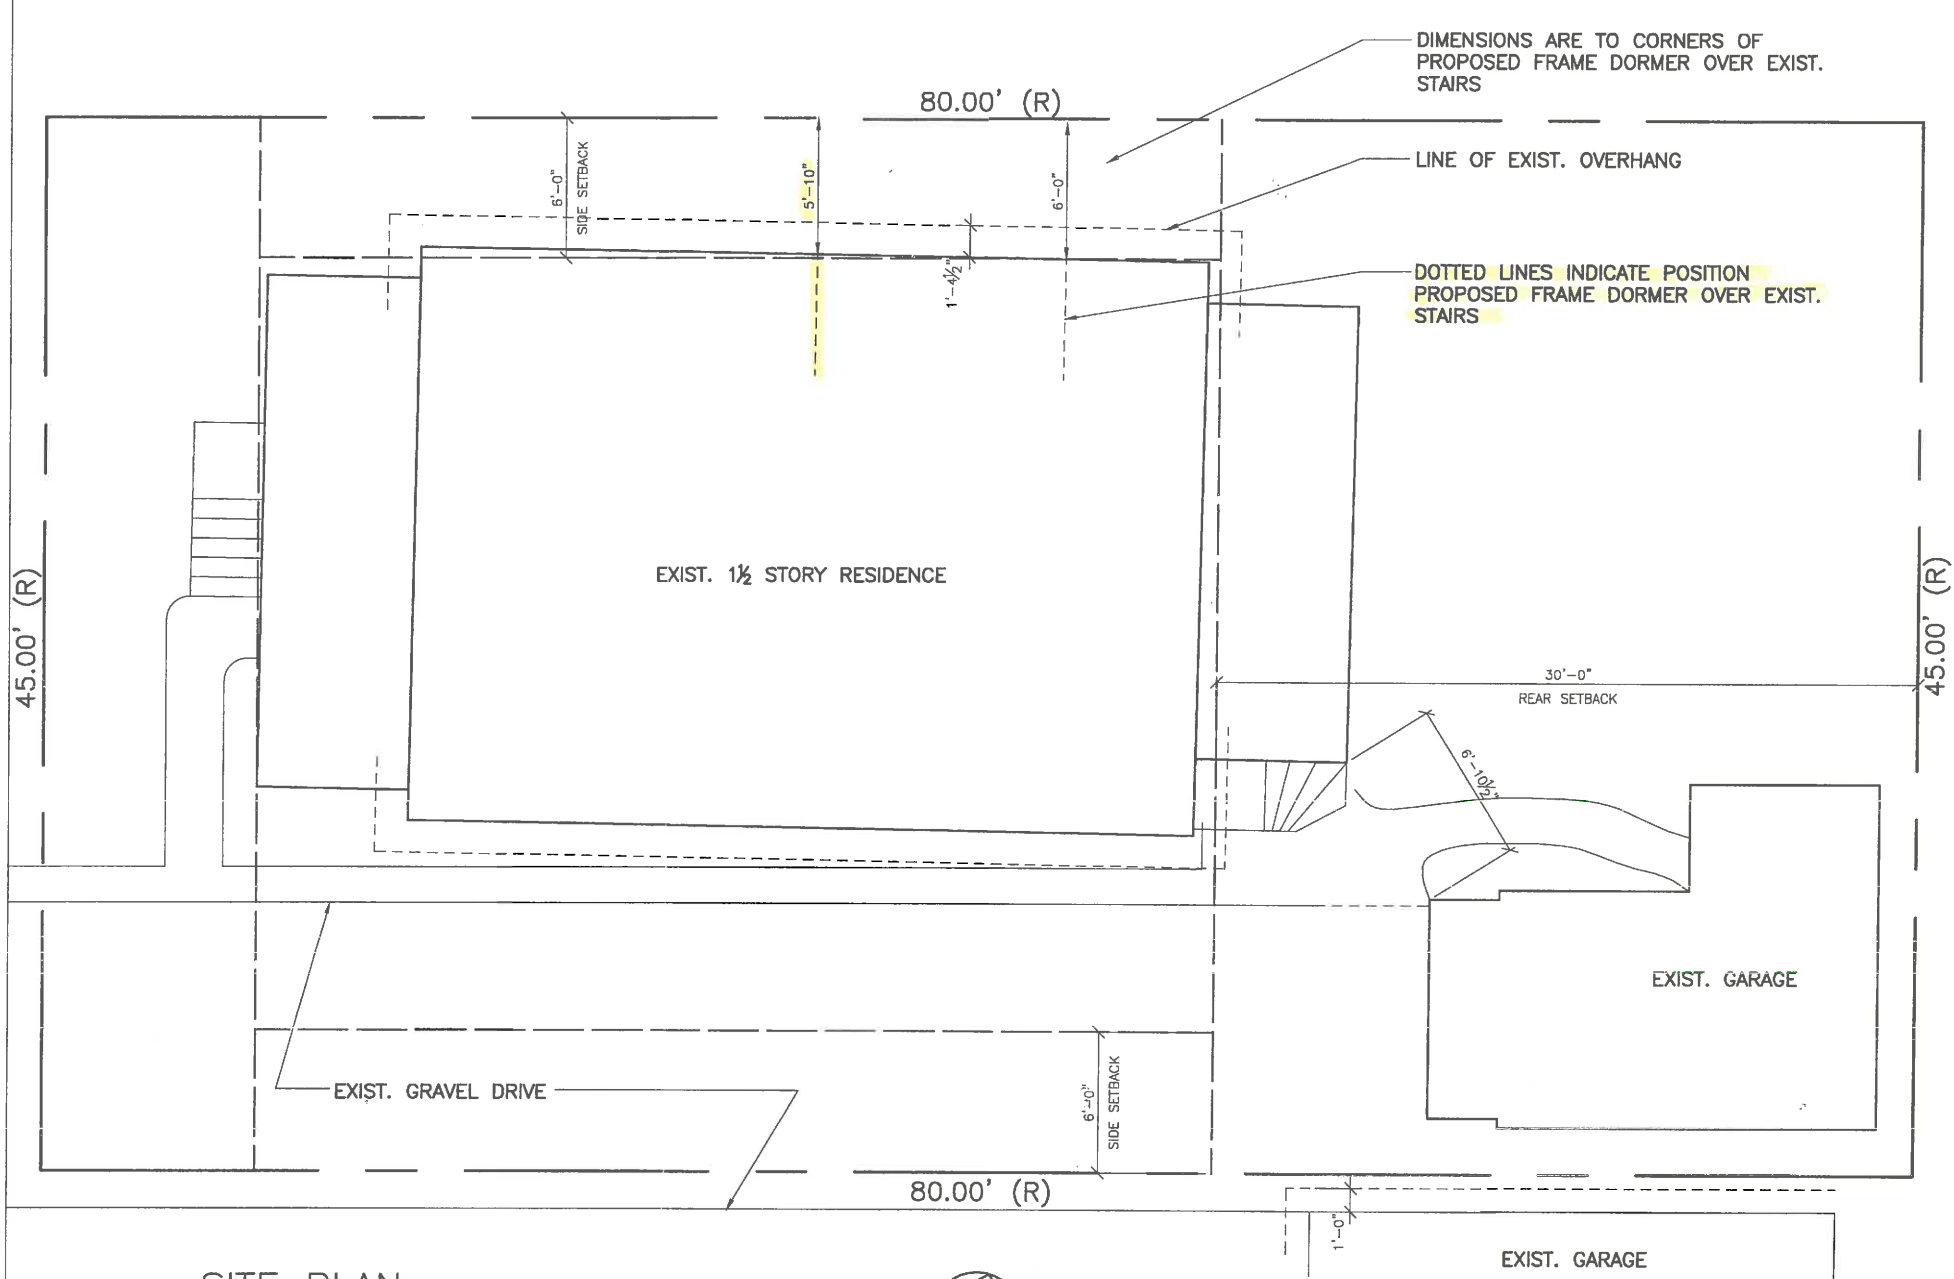 DIMENSIONS ARE TO CORNERS OF
PROPOSED FRAME DORMER OVER EXIST.
STAIRS
80.00' (R)
LINE OF EXIST. OVERHANG
6'-0"
SIDE SETBACK
5'-10"
6'-0"
1'-4½"
DOTTED LINES INDICATE POSITION
PROPOSED FRAME DORMER OVER EXIST.
STAIRS
EXIST. 1½ STORY RESIDENCE
45.00' (R)
45.00' (R)
30'-0"
REAR SETBACK
6'-10½"
EXIST. GARAGE
EXIST. GRAVEL DRIVE
6'-0"
SIDE SETBACK
80.00' (R)
1'-0"
EXIST. GARAGE
SITE PLAN